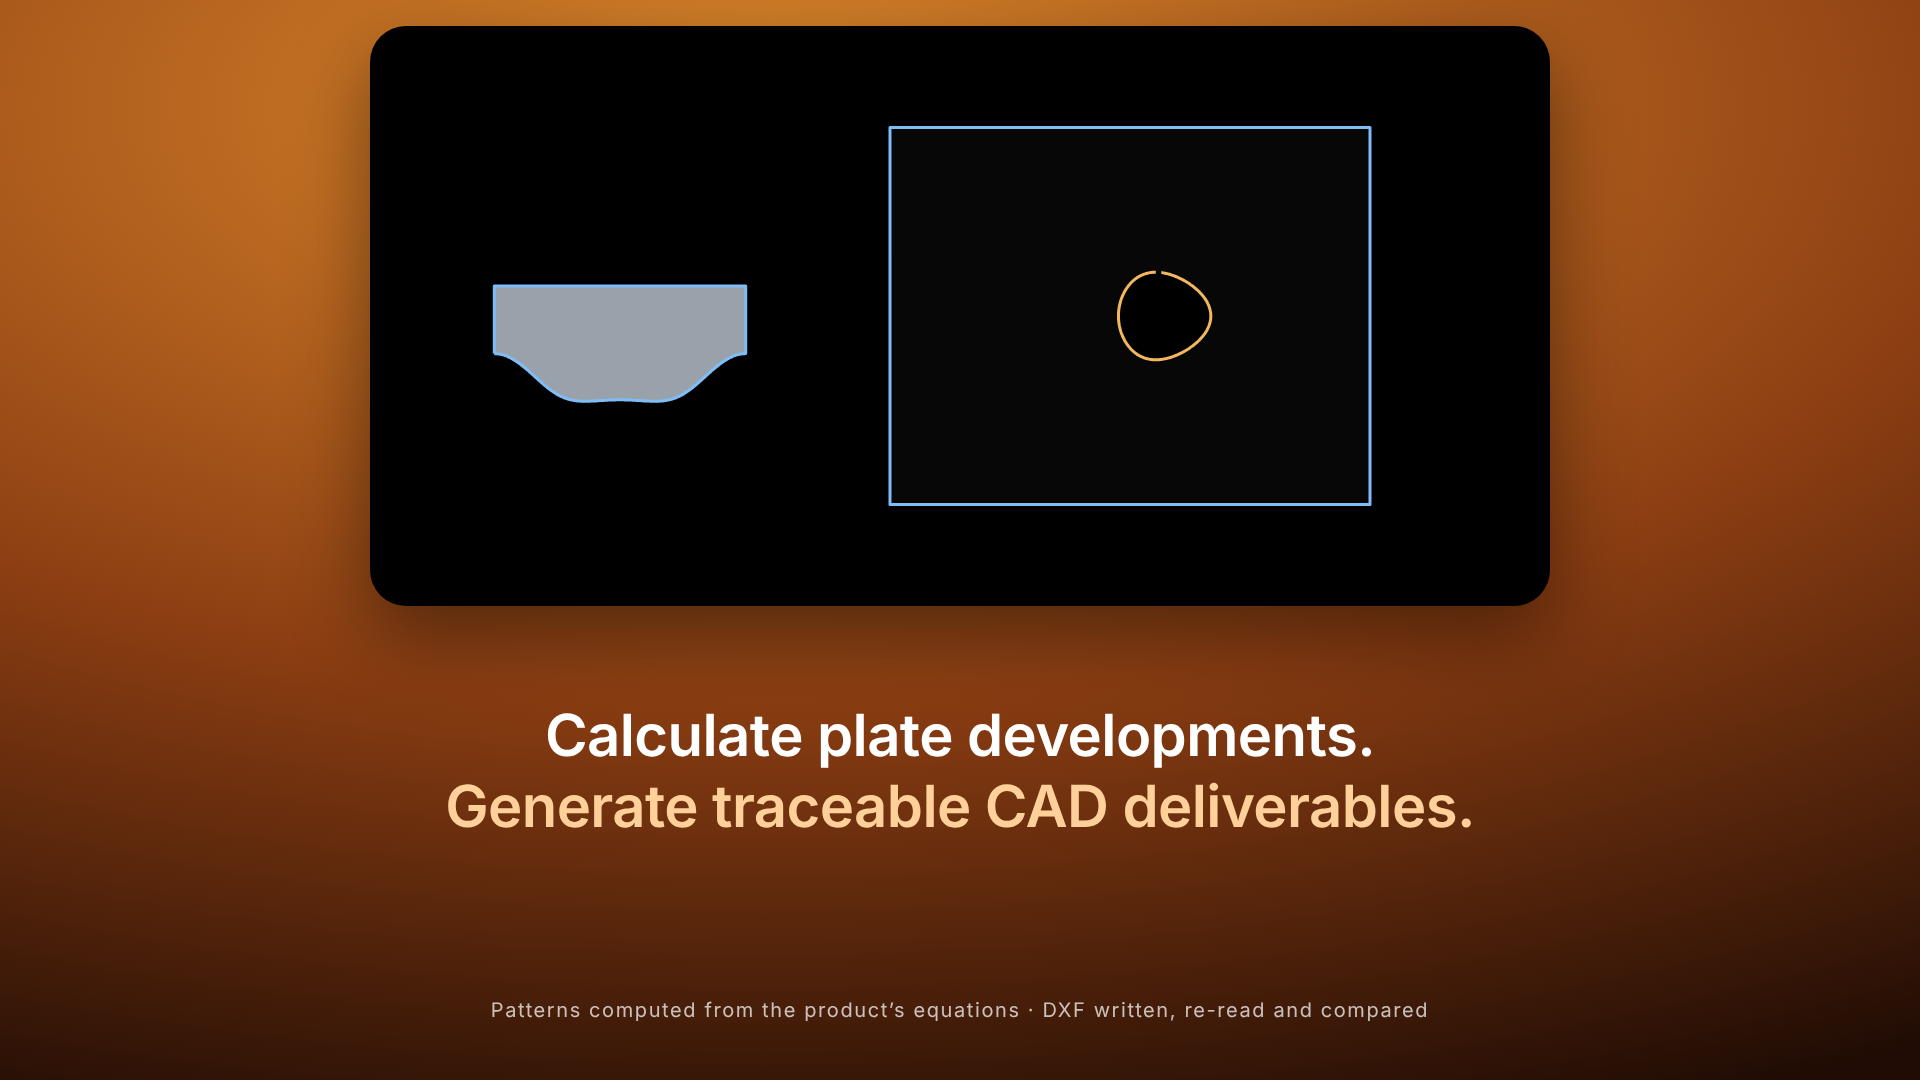 Calculate plate developments.
Generate traceable CAD deliverables.
Patterns computed from the product’s equations · DXF written, re-read and compared